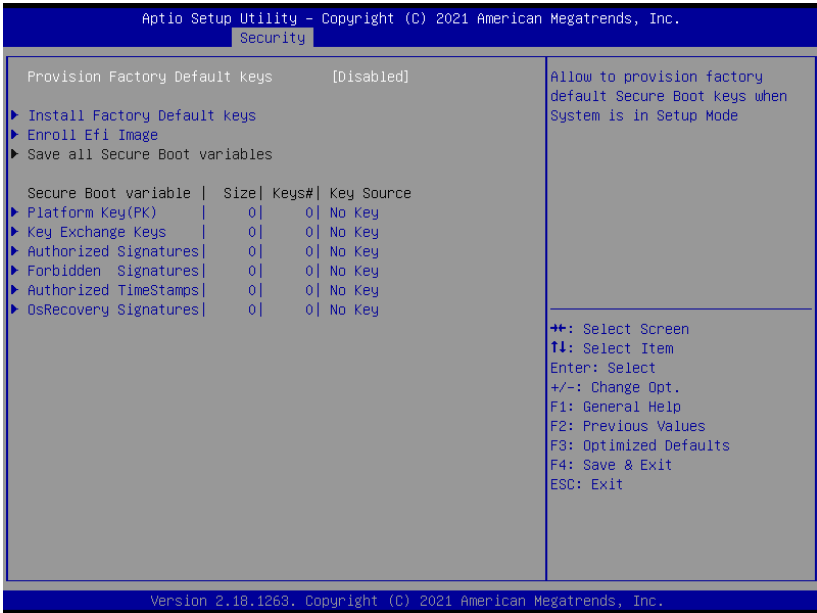 Aptio Setup Utility – Copyright (C) 2021 American Megatrends, Inc.
Security
Provision Factory Default keys [Disabled]
Install Factory Default keys
Enroll Efi Image
Save all Secure Boot variables
Secure Boot variable | Size| Keys#| Key Source
Platform Key(PK) | 0| 0| No Key
Key Exchange Keys | 0| 0| No Key
Authorized Signatures| 0| 0| No Key
Forbidden Signatures| 0| 0| No Key
Authorized TimeStamps| 0| 0| No Key
OsRecovery Signatures| 0| 0| No Key
Allow to provision factory
default Secure Boot keys when
System is in Setup Mode
→←: Select Screen
↑↓: Select Item
Enter: Select
+/-: Change Opt.
F1: General Help
F2: Previous Values
F3: Optimized Defaults
F4: Save & Exit
ESC: Exit
Version 2.18.1263. Copyright (C) 2021 American Megatrends, Inc.